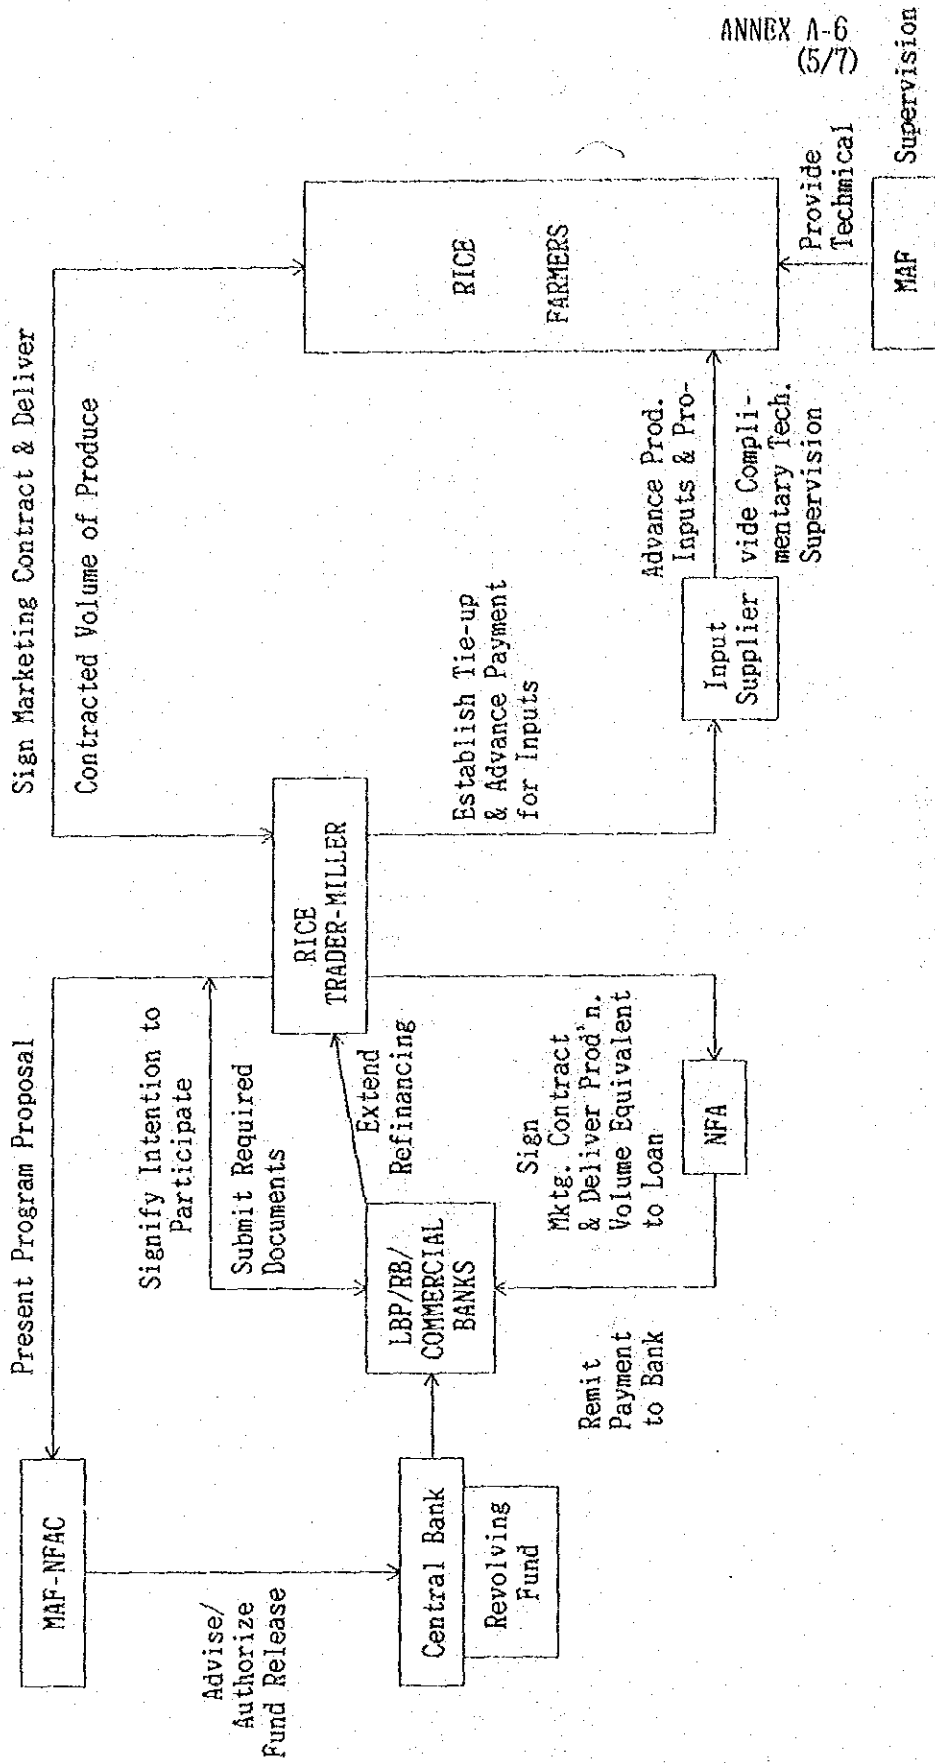 ANNEX A-6
(5/7)
Present Program Proposal
Sign Marketing Contract & Deliver
Contracted Volume of Produce
MAF-NFAC
Signify Intention to
Participate
Submit Required
Documents
RICE
TRADER-MILLER
RICE
FARMERS
Advise/
Authorize
Fund Release
Extend
Refinancing
Central Bank
Revolving
Fund
LBP/RB/
COMMERCIAL
BANKS
Establish Tie-up
& Advance Payment
for Inputs
Sign
Mktg. Contract
& Deliver Prod'n.
Volume Equivalent
to Loan
Remit
Payment
to Bank
NFA
Input
Supplier
Advance Prod.
Inputs & Pro-
vide Compli-
mentary Tech.
Supervision
Provide
Technical
Supervision
MAF